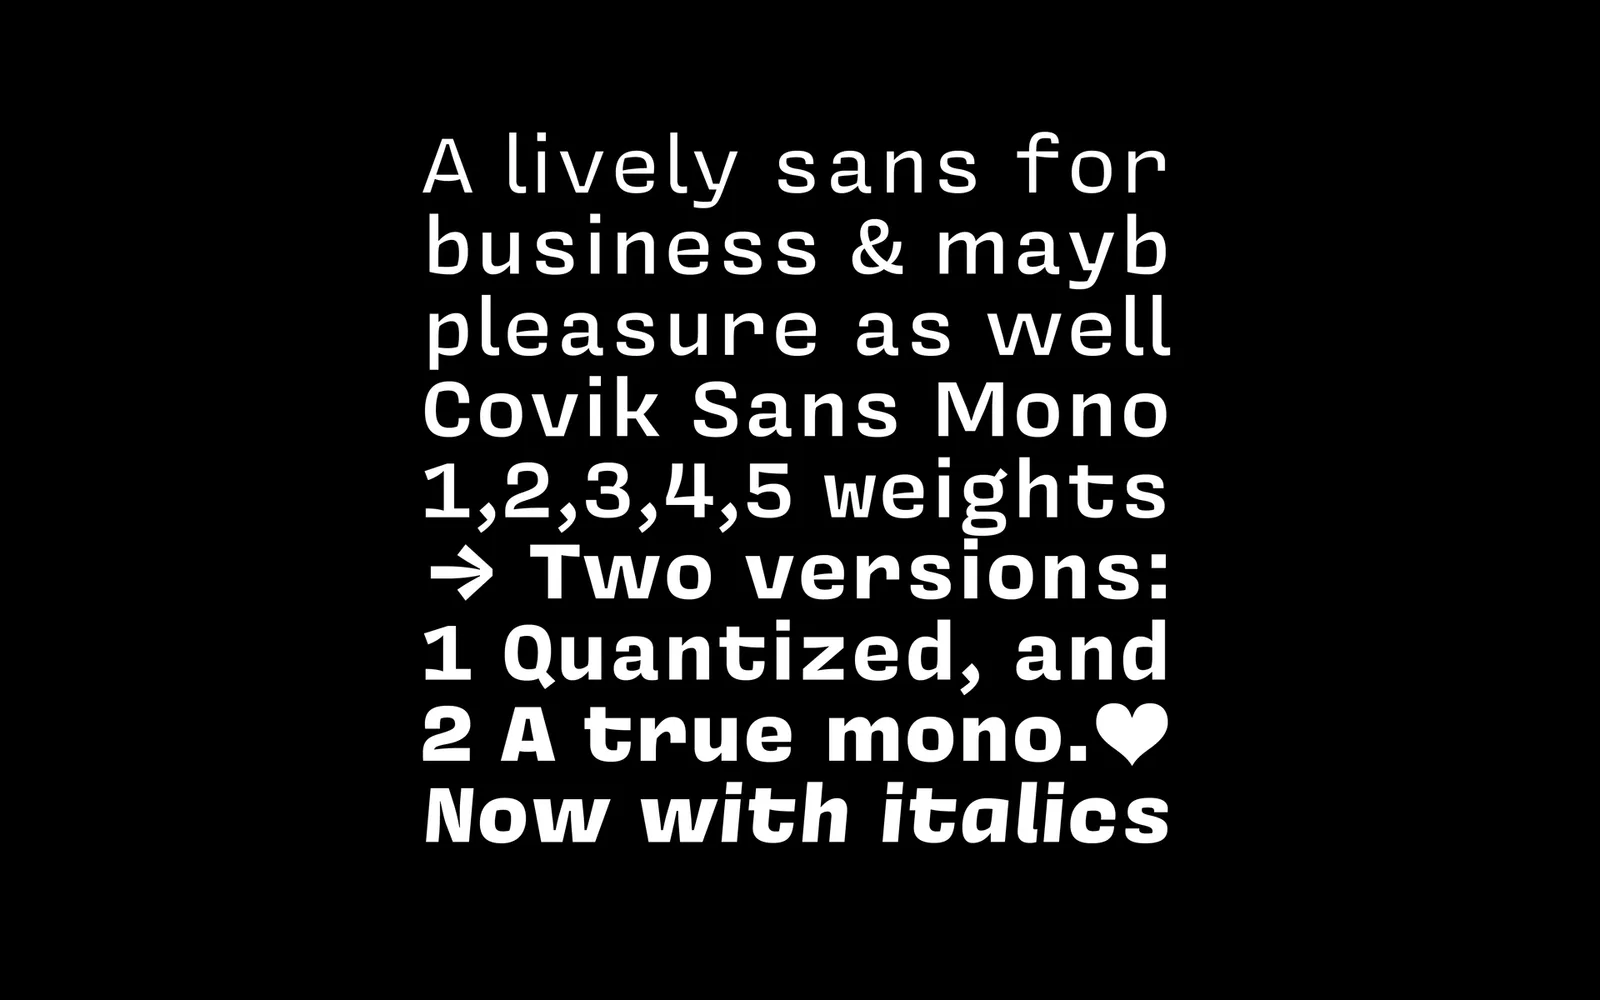 A lively sans for
business & mayb
pleasure as well
Covik Sans Mono
1,2,3,4,5 weights
→ Two versions:
1 Quantized, and
2 A true mono.♥
Now with italics